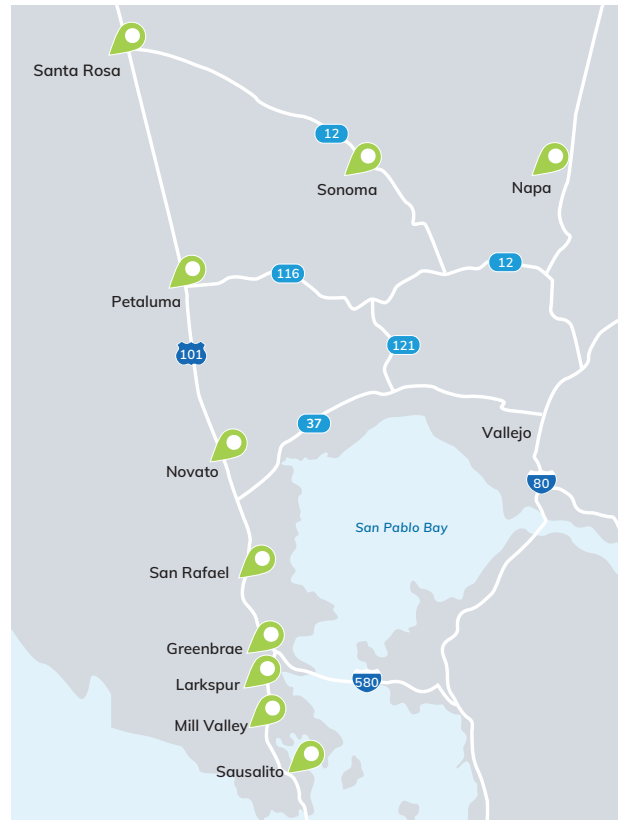 Santa Rosa
12
Sonoma
Napa
12
116
Petaluma
121
101
37
Vallejo
Novato
80
San Pablo Bay
San Rafael
Greenbrae
580
Larkspur
Mill Valley
Sausalito